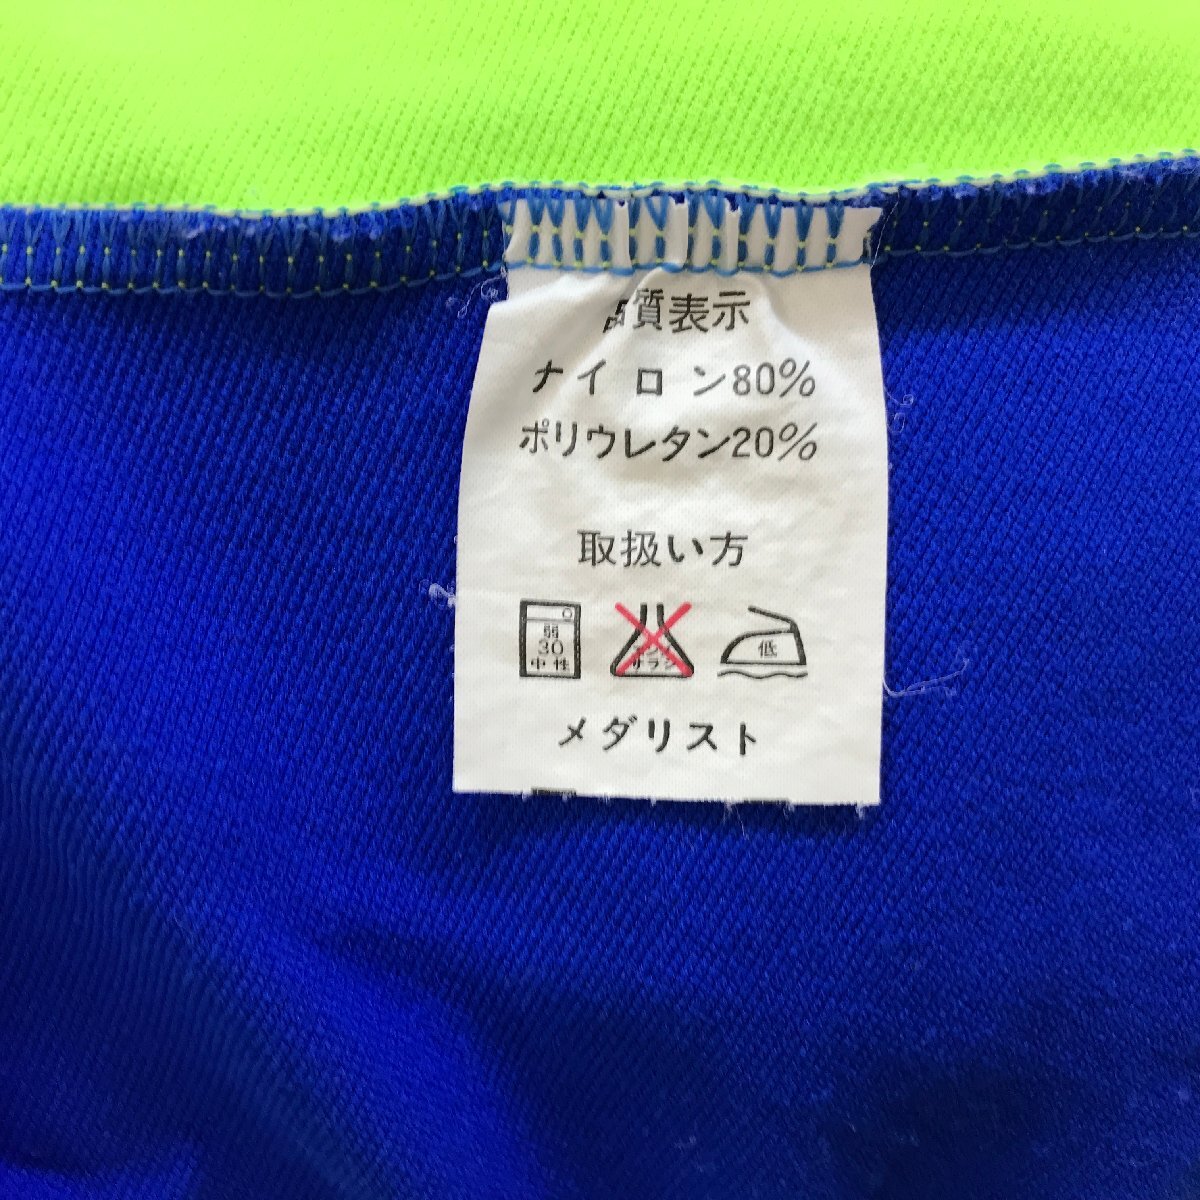 品質表示
ナイロン80%
ポリウレタン20%
取扱い方
弱
30
中性
エンソ
サラシ
低
メダリスト